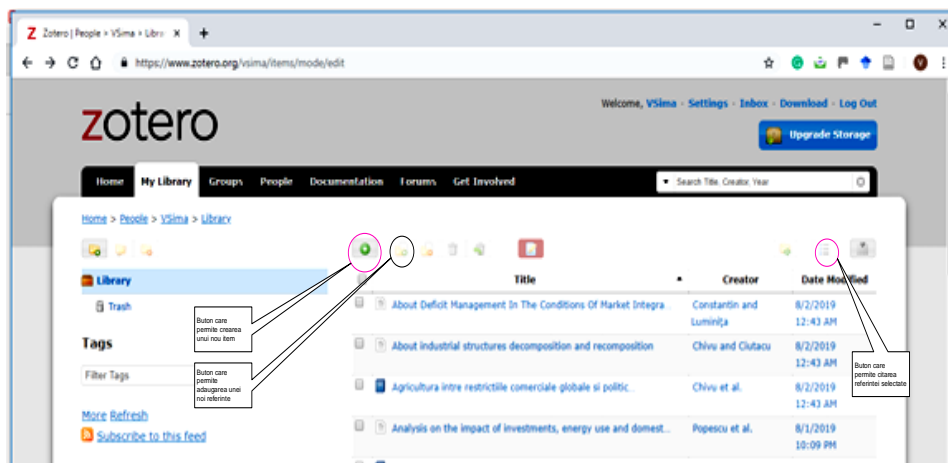 Zotero | People > VSima > Libra
https://www.zotero.org/vsima/items/mode/edit
V
Welcome, VSima - Settings - Inbox - Download - Log Out
zotero
Upgrade Storage
Home My Library Groups People Documentation Forums Get Involved
Search Title, Creator, Year
Home > People > VSima > Library
Title Creator Date Modified
Library
Trash
About Deficit Management In The Conditions Of Market Integra... Constantin and 8/2/2019
Luminița 12:43 AM
Buton care
permite crearea
unui nou item
Tags
About industrial structures decomposition and recomposition Chivu and Ciutacu 8/2/2019
12:43 AM
Buton care
permite citarea
referintei selectate
Filter Tags
Buton care
permite
adaugarea unei
noi referinte
Agricultura intre restrictiile comerciale globale si politic... Chivu et al. 8/2/2019
12:43 AM
More Refresh
Subscribe to this feed
Analysis on the impact of investments, energy use and domest... Popescu et al. 8/1/2019
10:09 PM